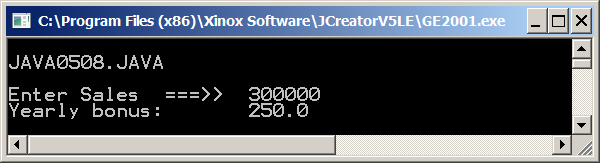 C:\Program Files (x86)\Xinox Software\JCreatorV5LE\GE2001.exe
JAVA0508.JAVA
Enter Sales  ===>>  300000
Yearly bonus:       250.0